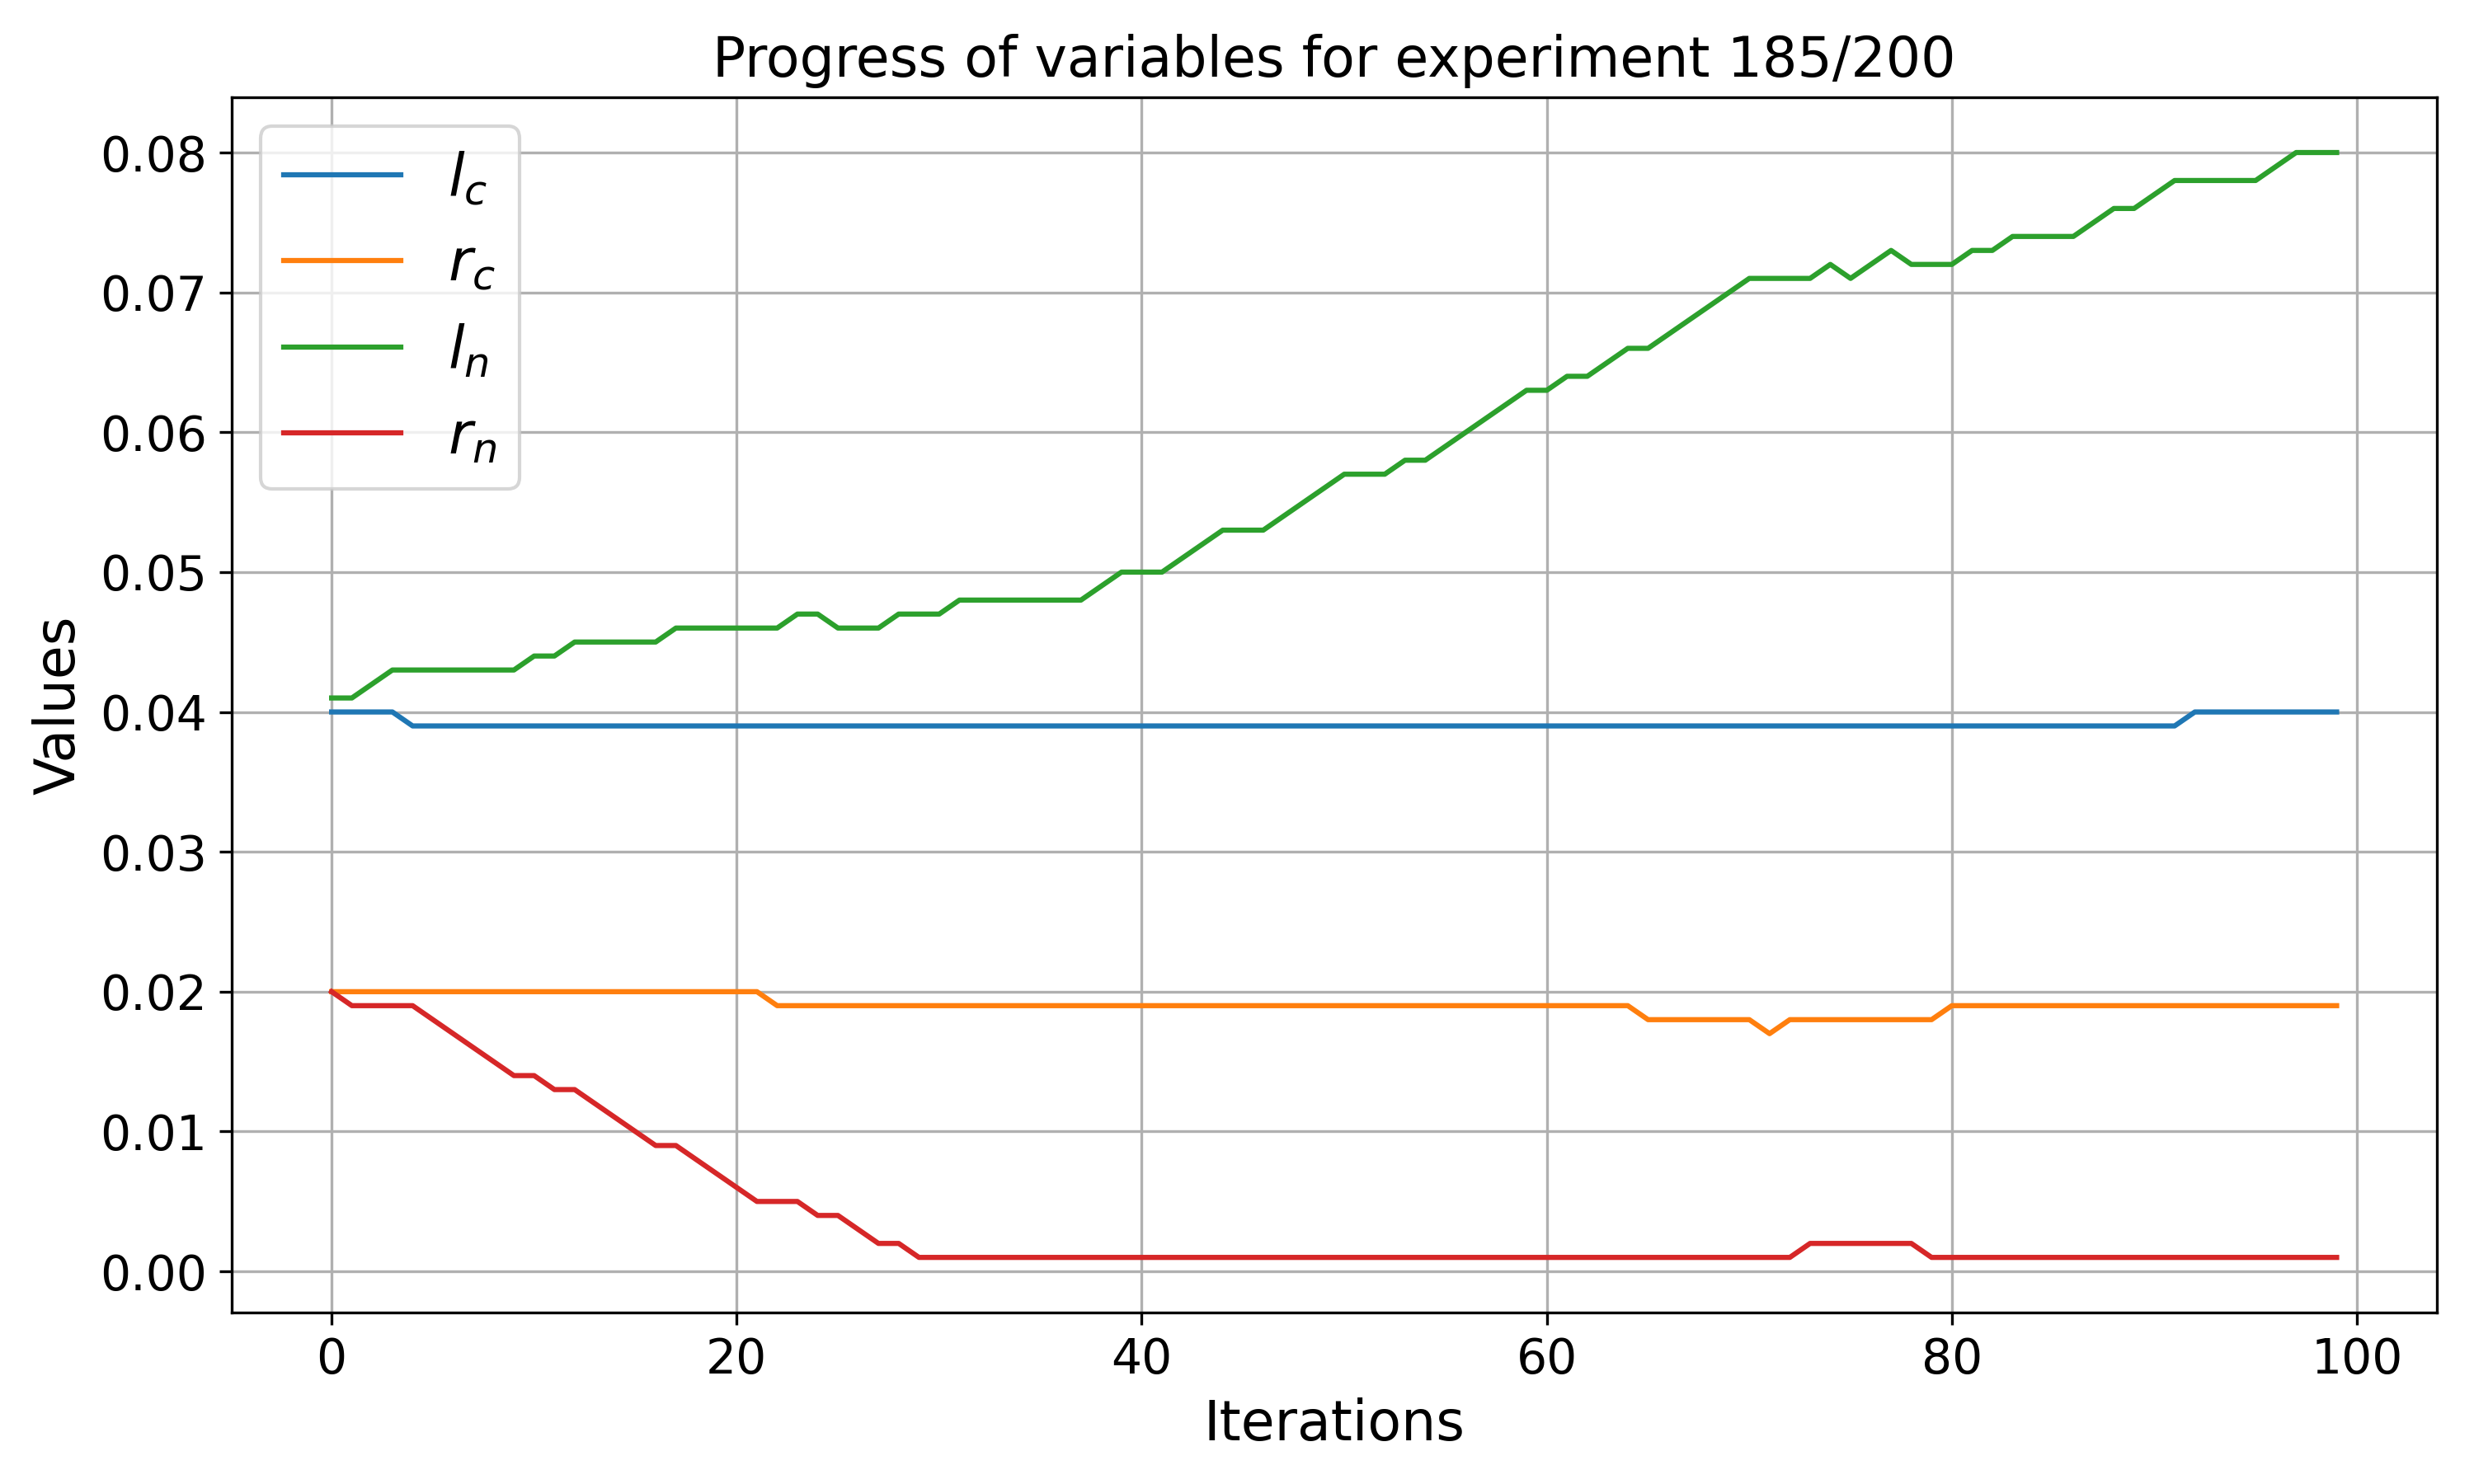 Progress of variables for experiment 185/200
l_c
r_c
l_n
r_n
0.08
0.07
0.06
0.05
0.04
0.03
0.02
0.01
0.00
Values
0 20 40 60 80 100
Iterations